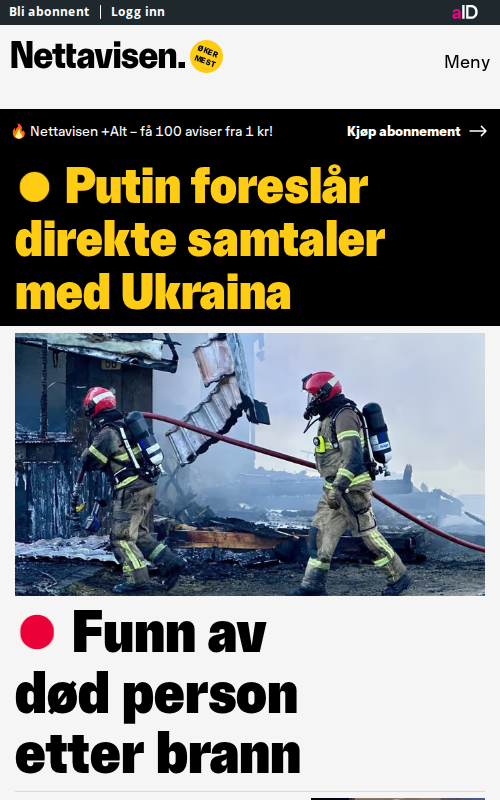 Bli abonnent | Logg inn
aID
Nettavisen.
ØKER
MEST
Meny
🔥 Nettavisen +Alt – få 100 aviser fra 1 kr!
Kjøp abonnement →
Putin foreslår
direkte samtaler
med Ukraina
Funn av
død person
etter brann